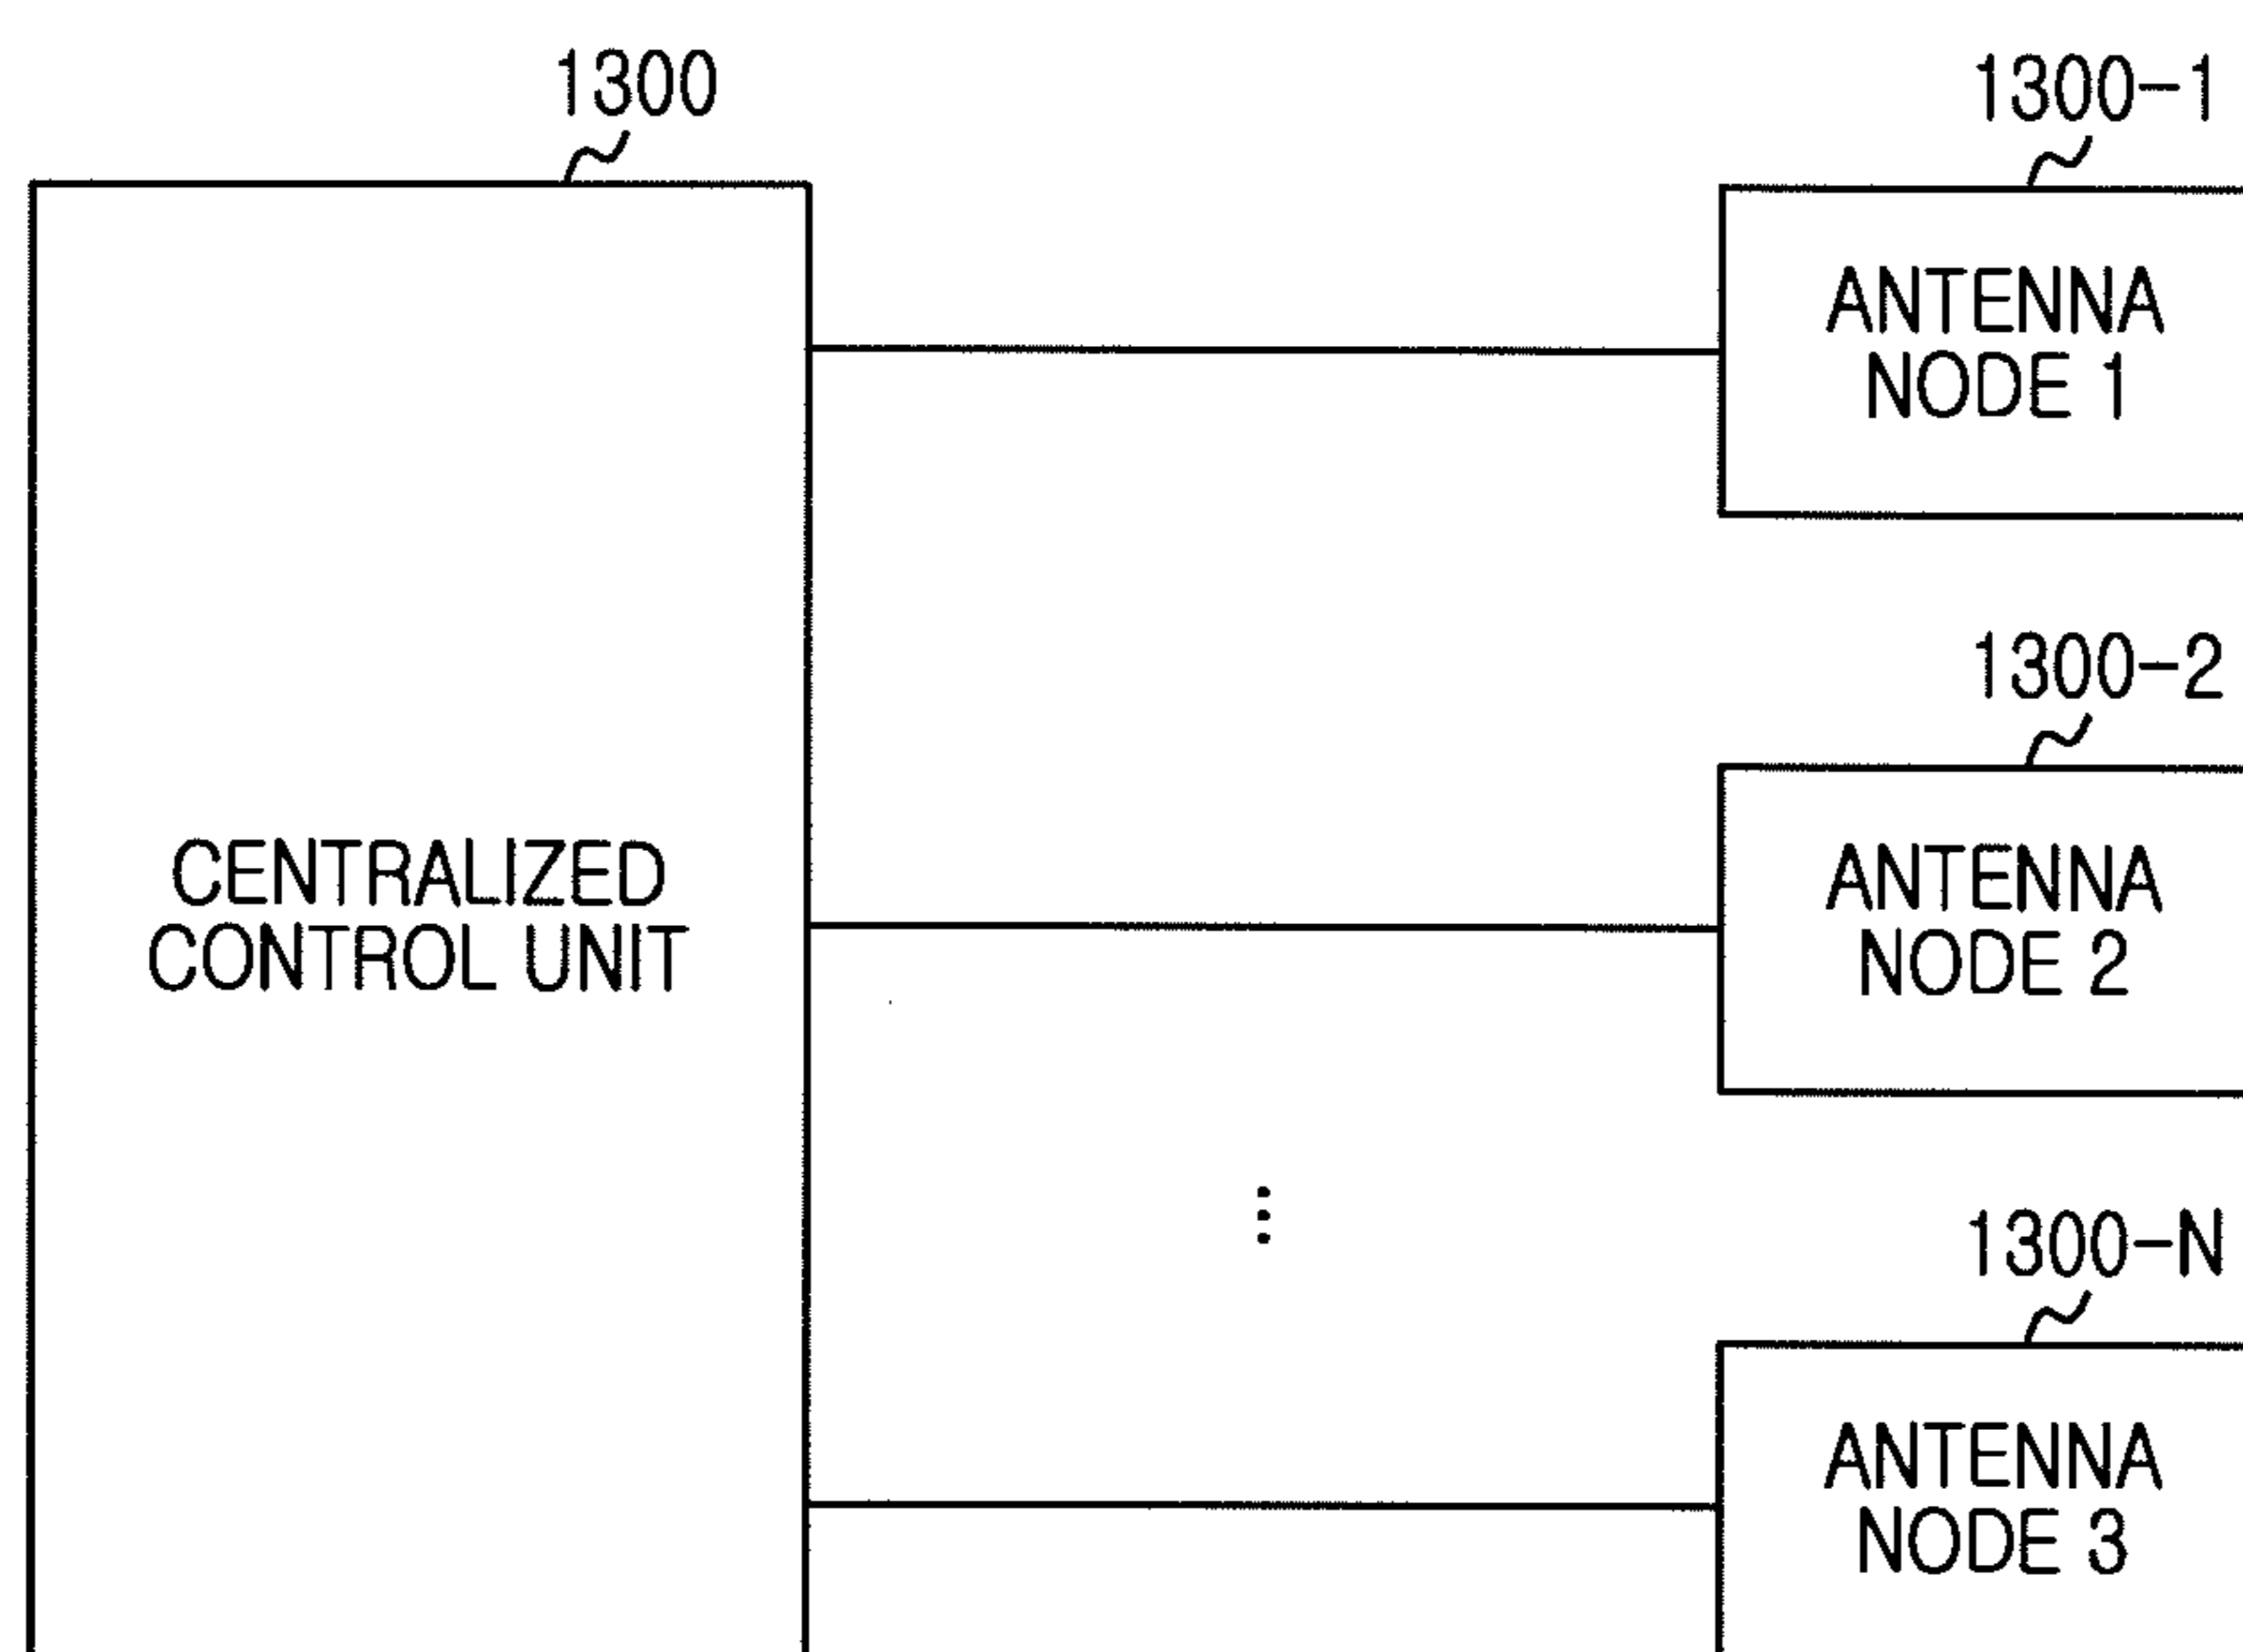 1300
1300-1
ANTENNA
NODE 1
1300-2
CENTRALIZED
CONTROL UNIT
ANTENNA
NODE 2
1300-N
ANTENNA
NODE 3